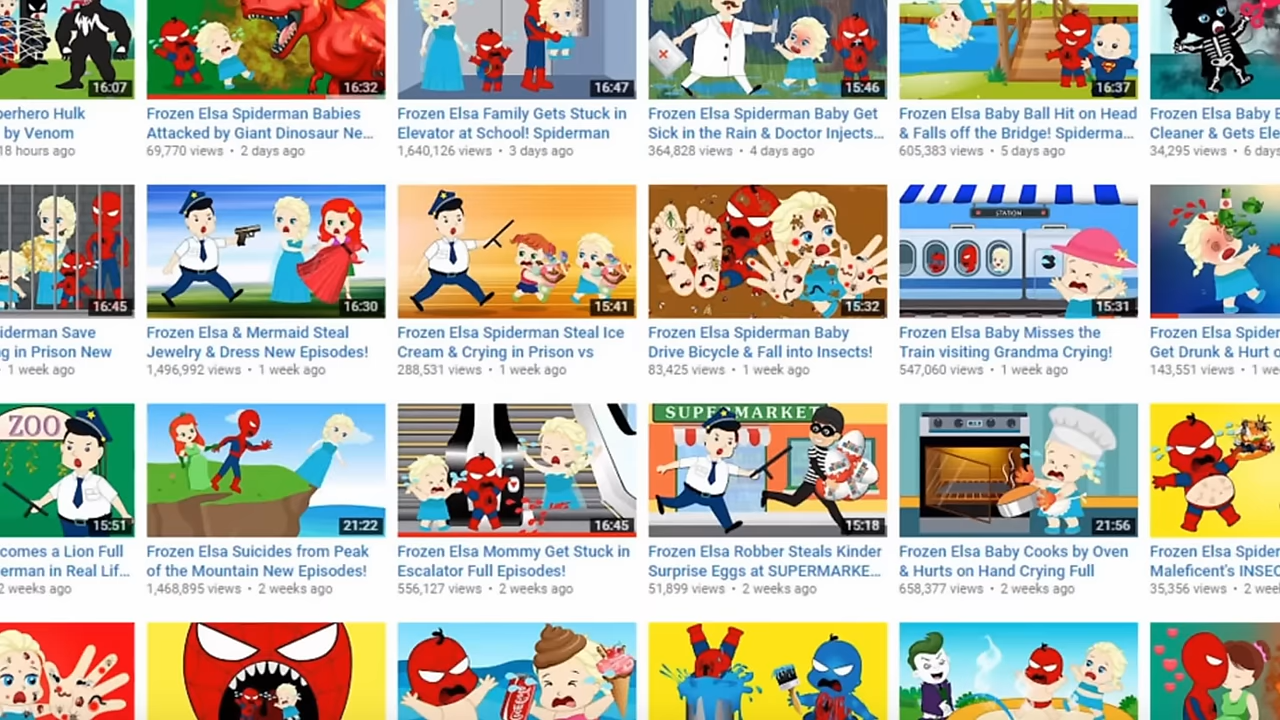 16:07
16:32
16:47
15:46
16:37
perhero Hulk
by Venom
18 hours ago
Frozen Elsa Spiderman Babies
Attacked by Giant Dinosaur Ne...
69,770 views • 2 days ago
Frozen Elsa Family Gets Stuck in
Elevator at School! Spiderman
1,640,126 views • 3 days ago
Frozen Elsa Spiderman Baby Get
Sick in the Rain & Doctor Injects...
364,828 views • 4 days ago
Frozen Elsa Baby Ball Hit on Head
& Falls off the Bridge! Spiderma...
605,383 views • 5 days ago
Frozen Elsa Baby E
Cleaner & Gets Ele
34,295 views • 6 days
STATION
16:45
16:30
15:41
15:32
15:31
iderman Save
g in Prison New
1 week ago
Frozen Elsa & Mermaid Steal
Jewelry & Dress New Episodes!
1,496,992 views • 1 week ago
Frozen Elsa Spiderman Steal Ice
Cream & Crying in Prison vs
288,531 views • 1 week ago
Frozen Elsa Spiderman Baby
Drive Bicycle & Fall into Insects!
83,425 views • 1 week ago
Frozen Elsa Baby Misses the
Train visiting Grandma Crying!
547,060 views • 1 week ago
Frozen Elsa Spider
Get Drunk & Hurt o
143,551 views • 1 we
ZOO
SUPERMARKET
15:51
21:22
16:45
15:18
21:56
comes a Lion Full
erman in Real Lif...
2 weeks ago
Frozen Elsa Suicides from Peak
of the Mountain New Episodes!
1,468,895 views • 2 weeks ago
Frozen Elsa Mommy Get Stuck in
Escalator Full Episodes!
556,127 views • 2 weeks ago
Frozen Elsa Robber Steals Kinder
Surprise Eggs at SUPERMARKE...
51,899 views • 2 weeks ago
Frozen Elsa Baby Cooks by Oven
& Hurts on Hand Crying Full
658,377 views • 2 weeks ago
Frozen Elsa Spider
Maleficent's INSEC
35,356 views • 2 week